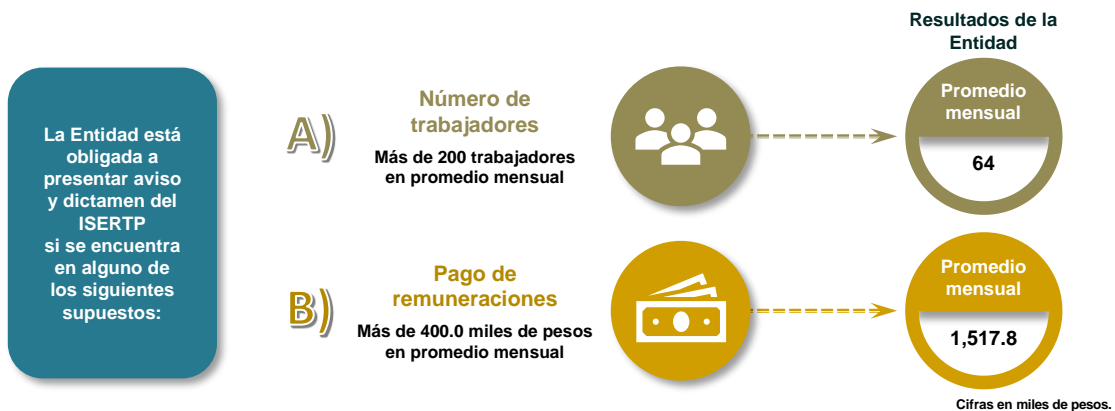 La Entidad está
obligada a
presentar aviso
y dictamen del
ISERTP
si se encuentra
en alguno de
los siguientes
supuestos:
A)
Número de
trabajadores
Más de 200 trabajadores
en promedio mensual
Resultados de la
Entidad
Promedio
mensual
64
B)
Pago de
remuneraciones
Más de 400.0 miles de pesos
en promedio mensual
Promedio
mensual
1,517.8
Cifras en miles de pesos.